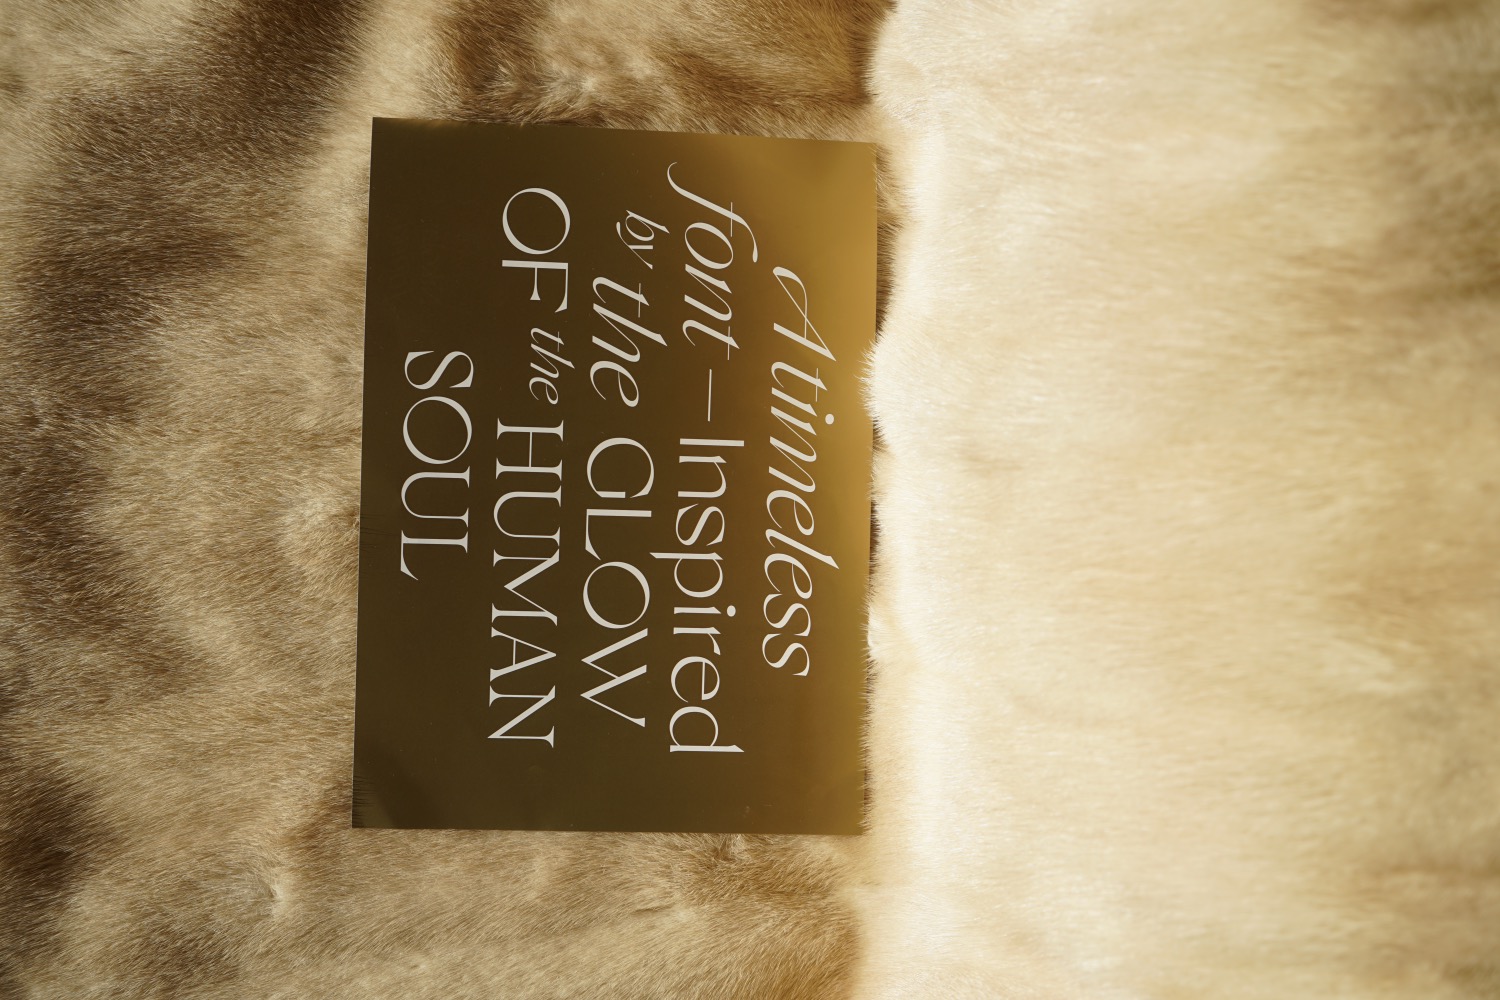 A timeless
font – Inspired
by the GLOW
OF the HUMAN
SOUL